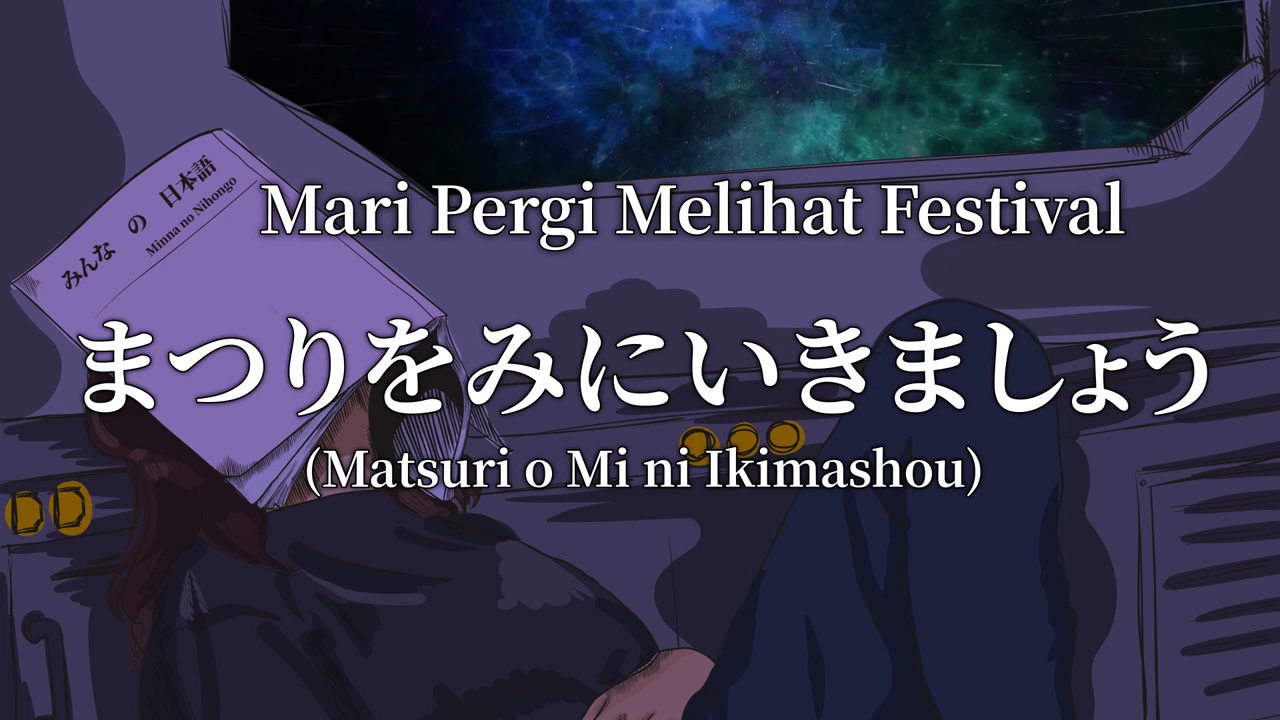 みんな の 日本語
Minna no Nihongo
Mari Pergi Melihat Festival
まつりをみにいきましょう
(Matsuri o Mi ni Ikimashou)